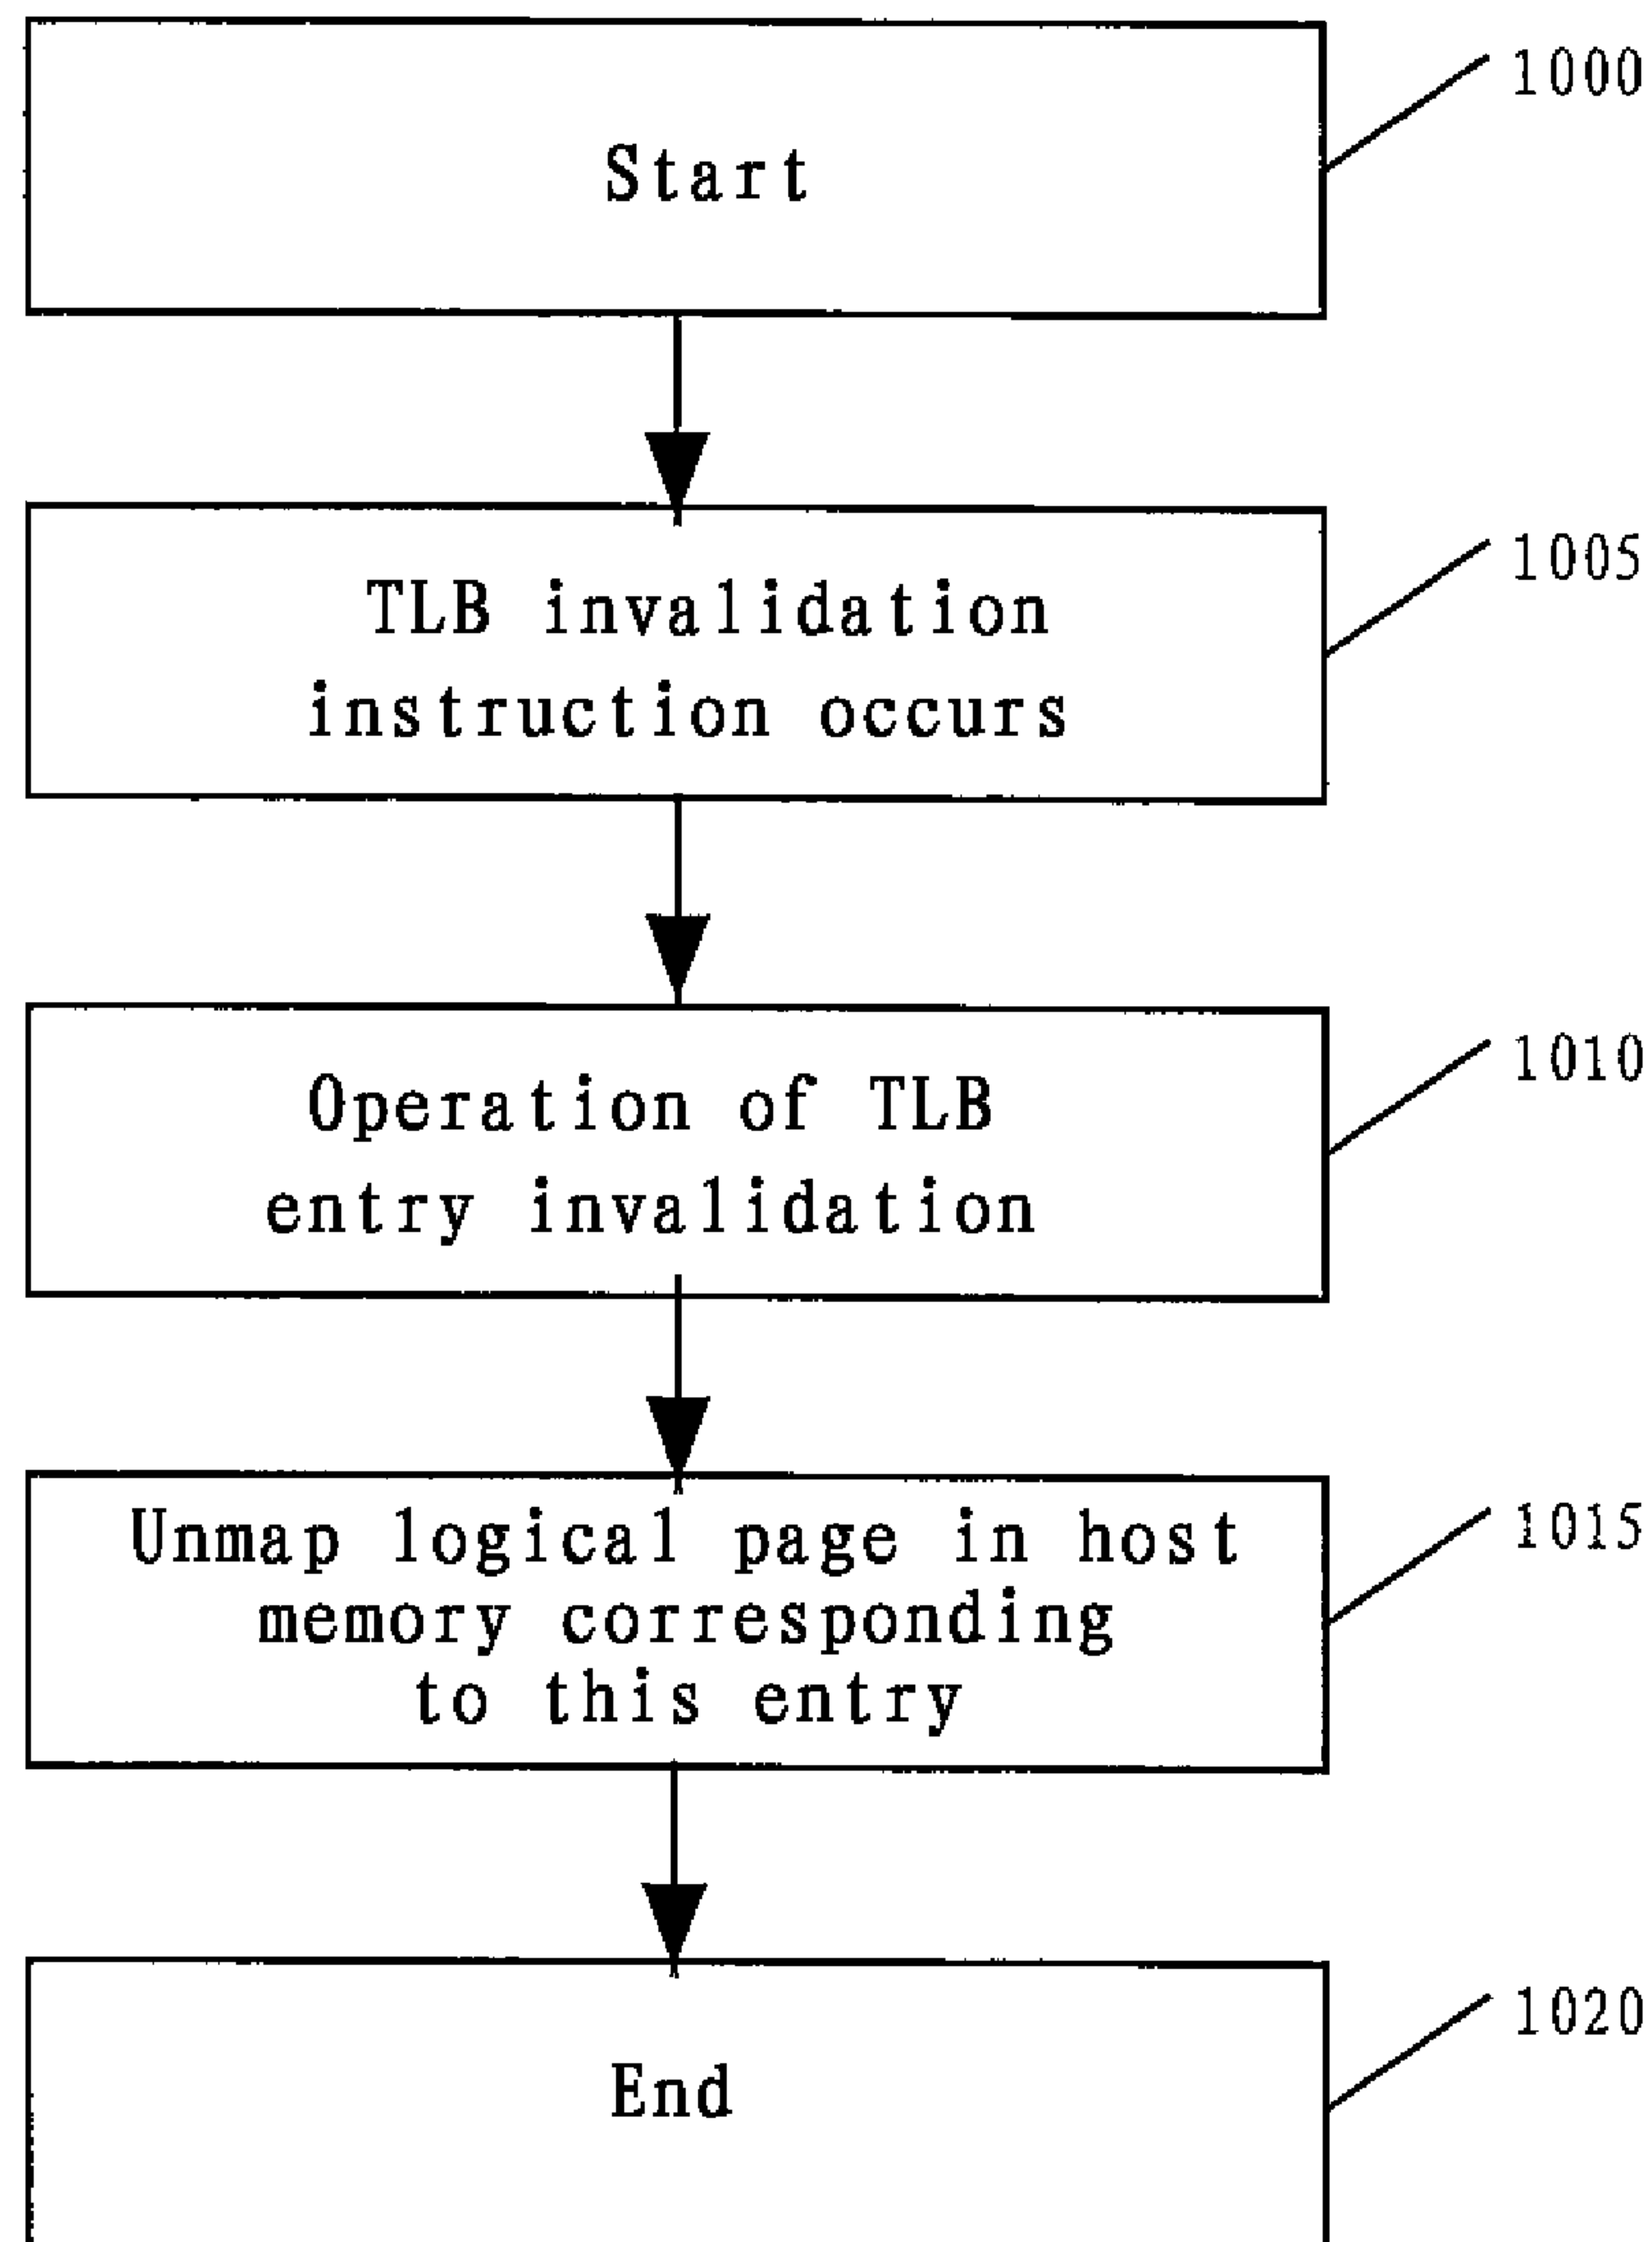 Start
1000
TLB invalidation
instruction occurs
1005
Operation of TLB
entry invalidation
1010
Unmap logical page in host
memory corresponding
to this entry
1015
End
1020